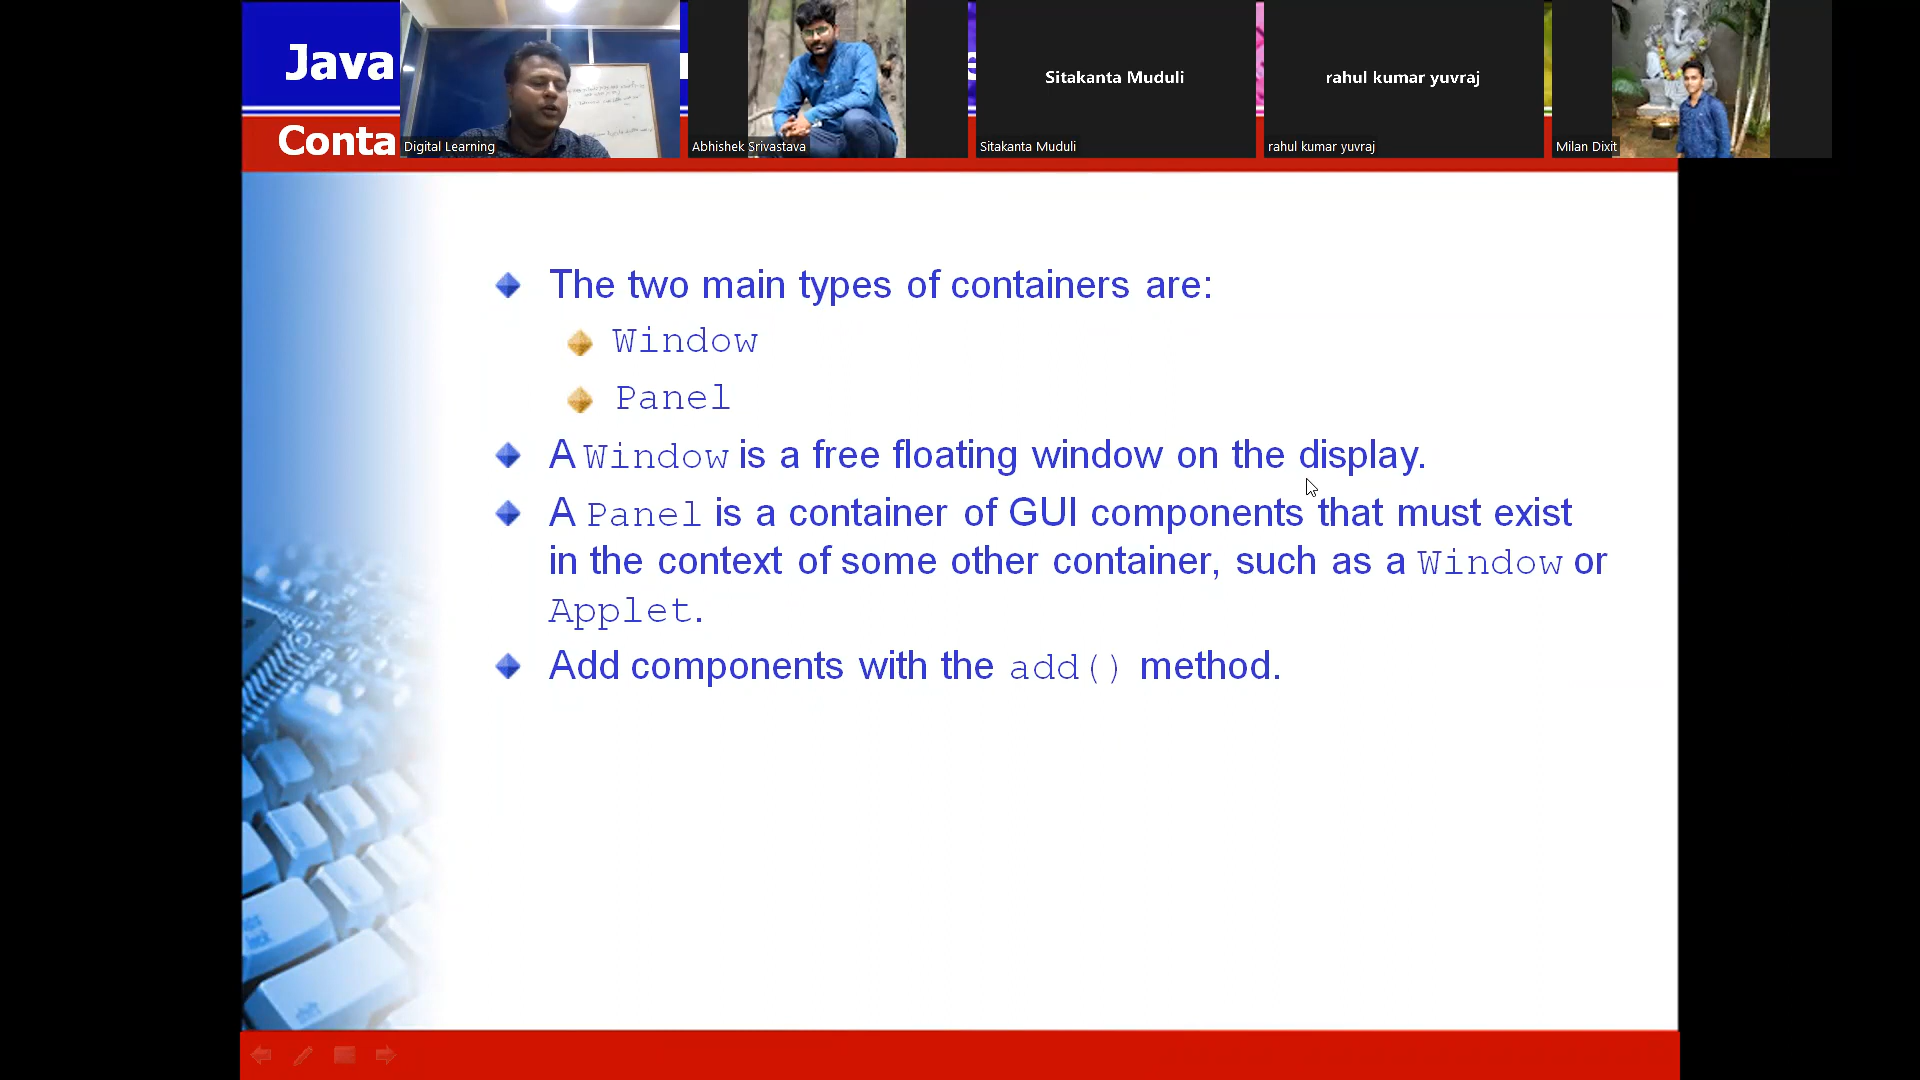 Java
Conta
Digital Learning
Abhishek Srivastava
Sitakanta Muduli
Sitakanta Muduli
rahul kumar yuvraj
rahul kumar yuvraj
Milan Dixit
The two main types of containers are:
Window
Panel
A Window is a free floating window on the display.
A Panel is a container of GUI components that must exist
in the context of some other container, such as a Window or
Applet.
Add components with the add() method.